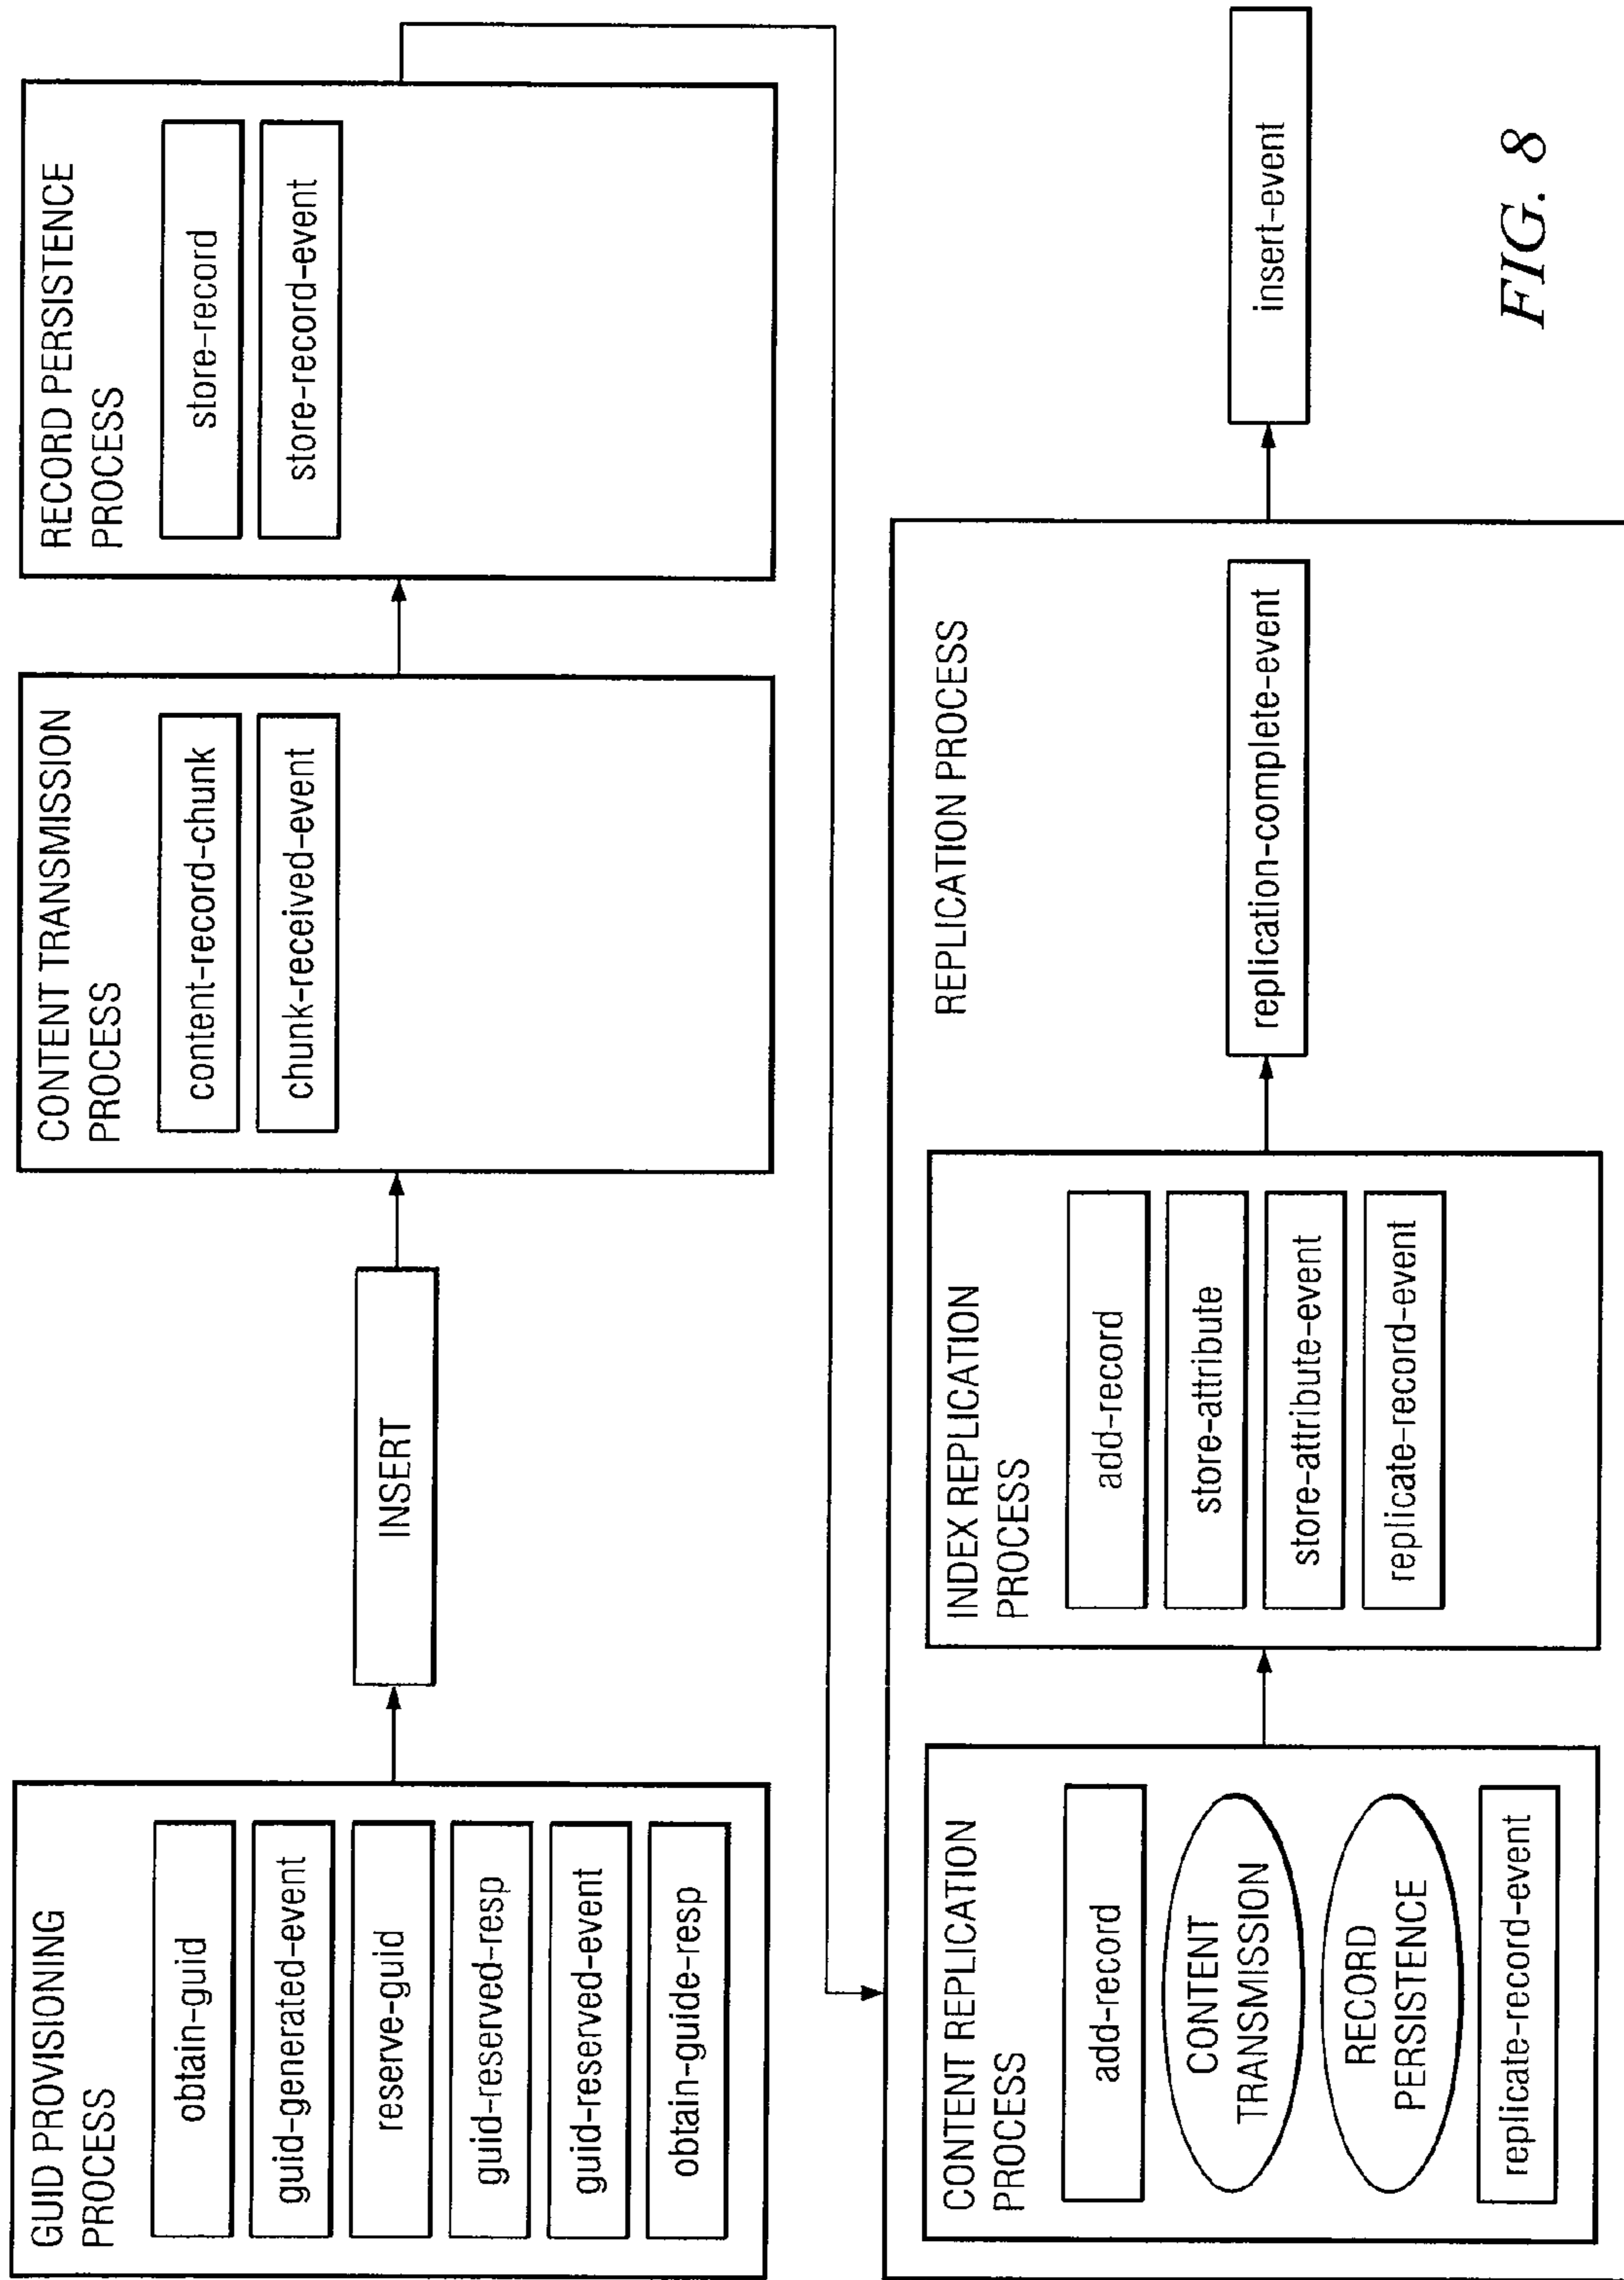 GUID PROVISIONING
PROCESS
obtain-guid
guid-generated-event
reserve-guid
guid-reserved-resp
guid-reserved-event
obtain-guide-resp
INSERT
CONTENT TRANSMISSION
PROCESS
content-record-chunk
chunk-received-event
RECORD PERSISTENCE
PROCESS
store-record
store-record-event
REPLICATION PROCESS
CONTENT REPLICATION
PROCESS
add-record
CONTENT
TRANSMISSION
RECORD
PERSISTENCE
replicate-record-event
INDEX REPLICATION
PROCESS
add-record
store-attribute
store-attribute-event
replicate-record-event
replication-complete-event
insert-event
FIG. 8